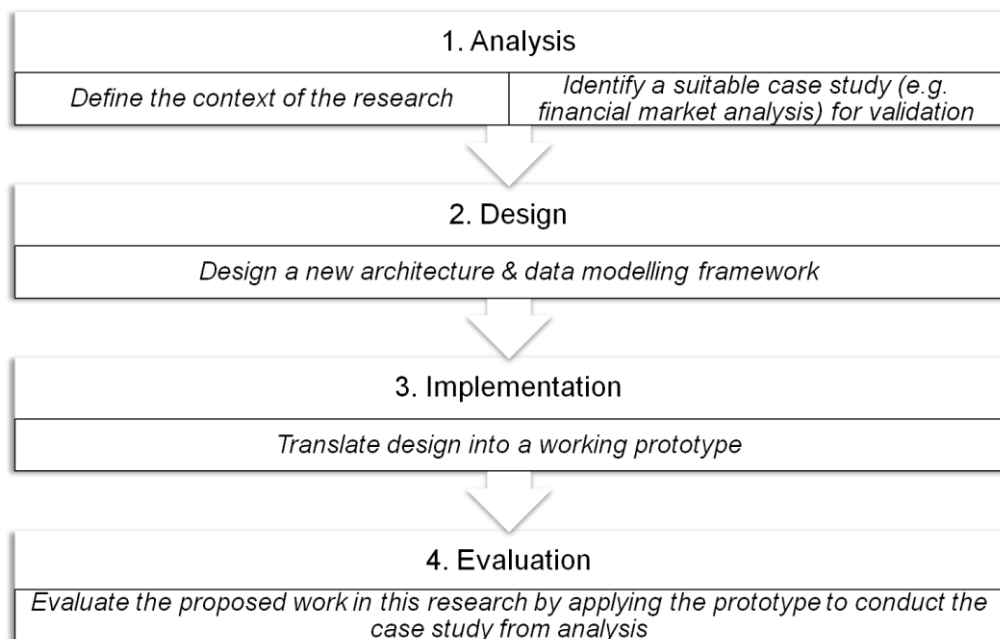 1. Analysis
Define the context of the research
Identify a suitable case study (e.g.
financial market analysis) for validation
2. Design
Design a new architecture & data modelling framework
3. Implementation
Translate design into a working prototype
4. Evaluation
Evaluate the proposed work in this research by applying the prototype to conduct the
case study from analysis